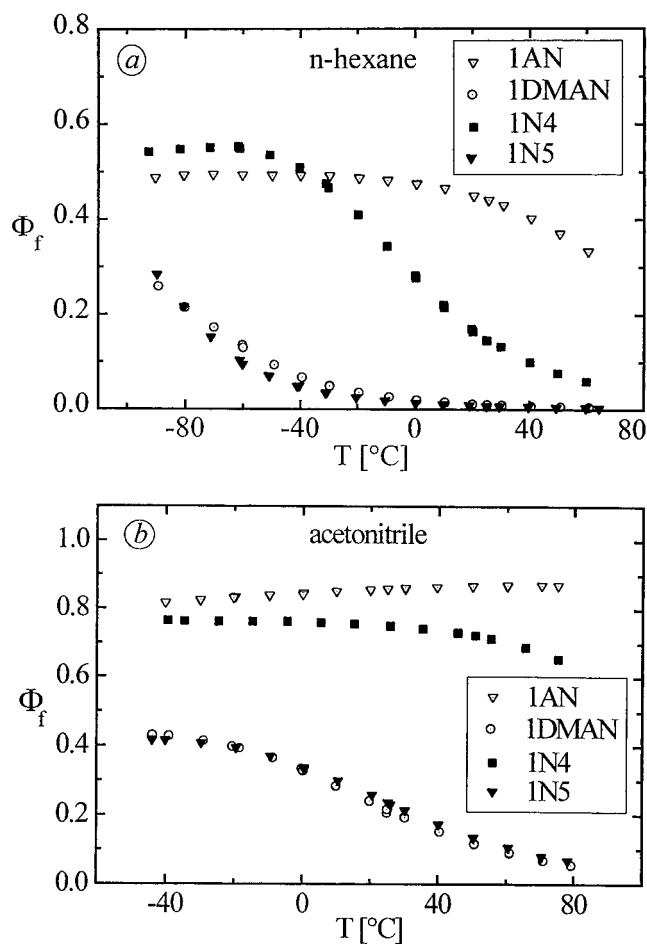 0.8
ⓐ n-hexane
▽ 1AN
⊙ 1DMAN
■ 1N4
▼ 1N5
0.6
0.4
Φf
0.2
0.0
-80 -40 0 40 80
T [°C]
ⓑ acetonitrile
1.0
0.8
0.6
Φf
▽ 1AN
○ 1DMAN
■ 1N4
▼ 1N5
0.4
0.2
0.0
-40 0 40 80
T [°C]